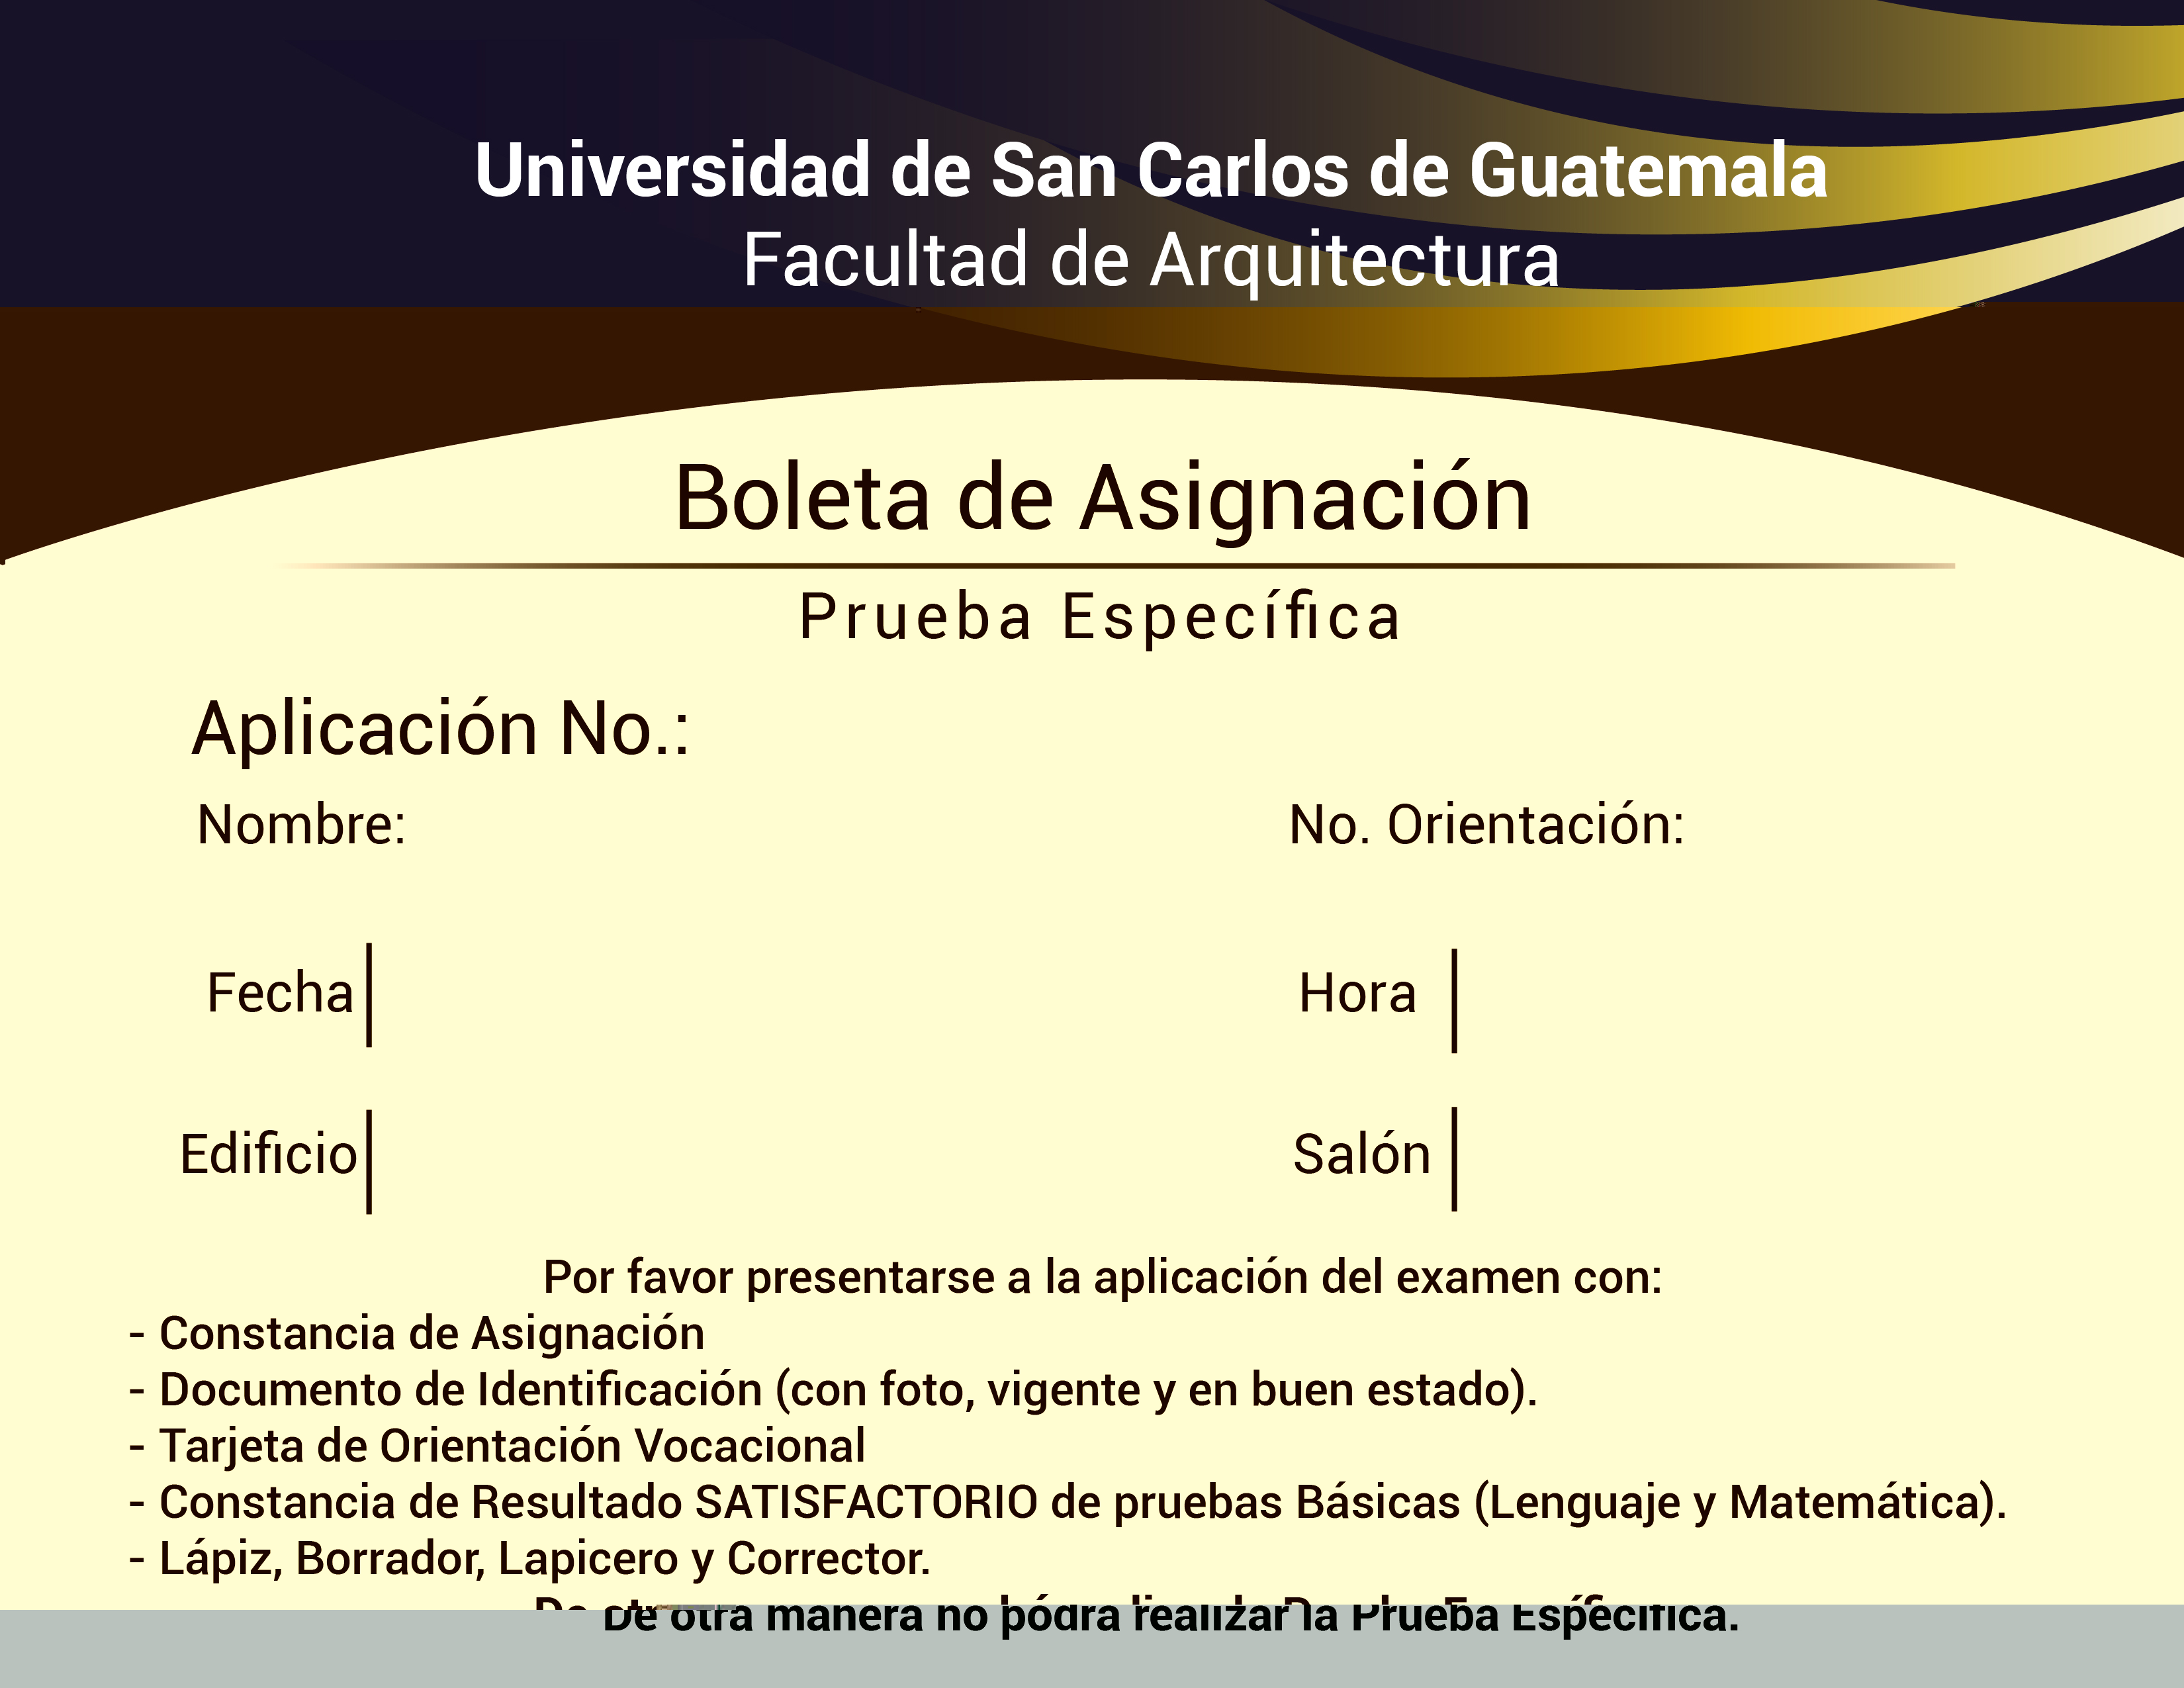 Universidad de San Carlos de Guatemala
Facultad de Arquitectura
Boleta de Asignación
Prueba Específica
Aplicación No.:
Nombre:
No. Orientación:
Fecha
Hora
Edificio
Salón
Por favor presentarse a la aplicación del examen con:
- Constancia de Asignación
- Documento de Identificación (con foto, vigente y en buen estado).
- Tarjeta de Orientación Vocacional
- Constancia de Resultado SATISFACTORIO de pruebas Básicas (Lenguaje y Matemática).
- Lápiz, Borrador, Lapicero y Corrector.
De otra manera no pódra realizar la Prueba Específica.